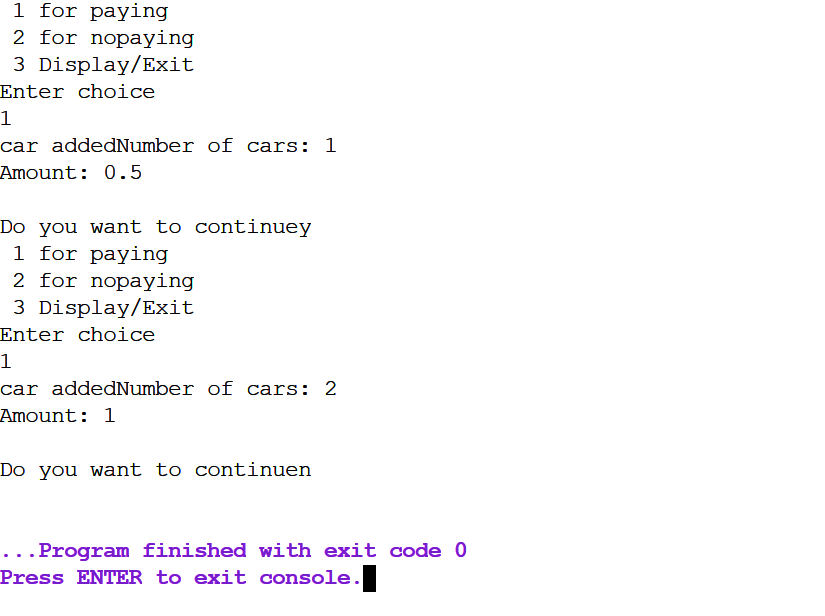 1 for paying
2 for nopaying
3 Display/Exit
Enter choice
1
car addedNumber of cars: 1
Amount: 0.5
Do you want to continuey
1 for paying
2 for nopaying
3 Display/Exit
Enter choice
1
car addedNumber of cars: 2
Amount: 1
Do you want to continuen
...Program finished with exit code 0
Press ENTER to exit console.